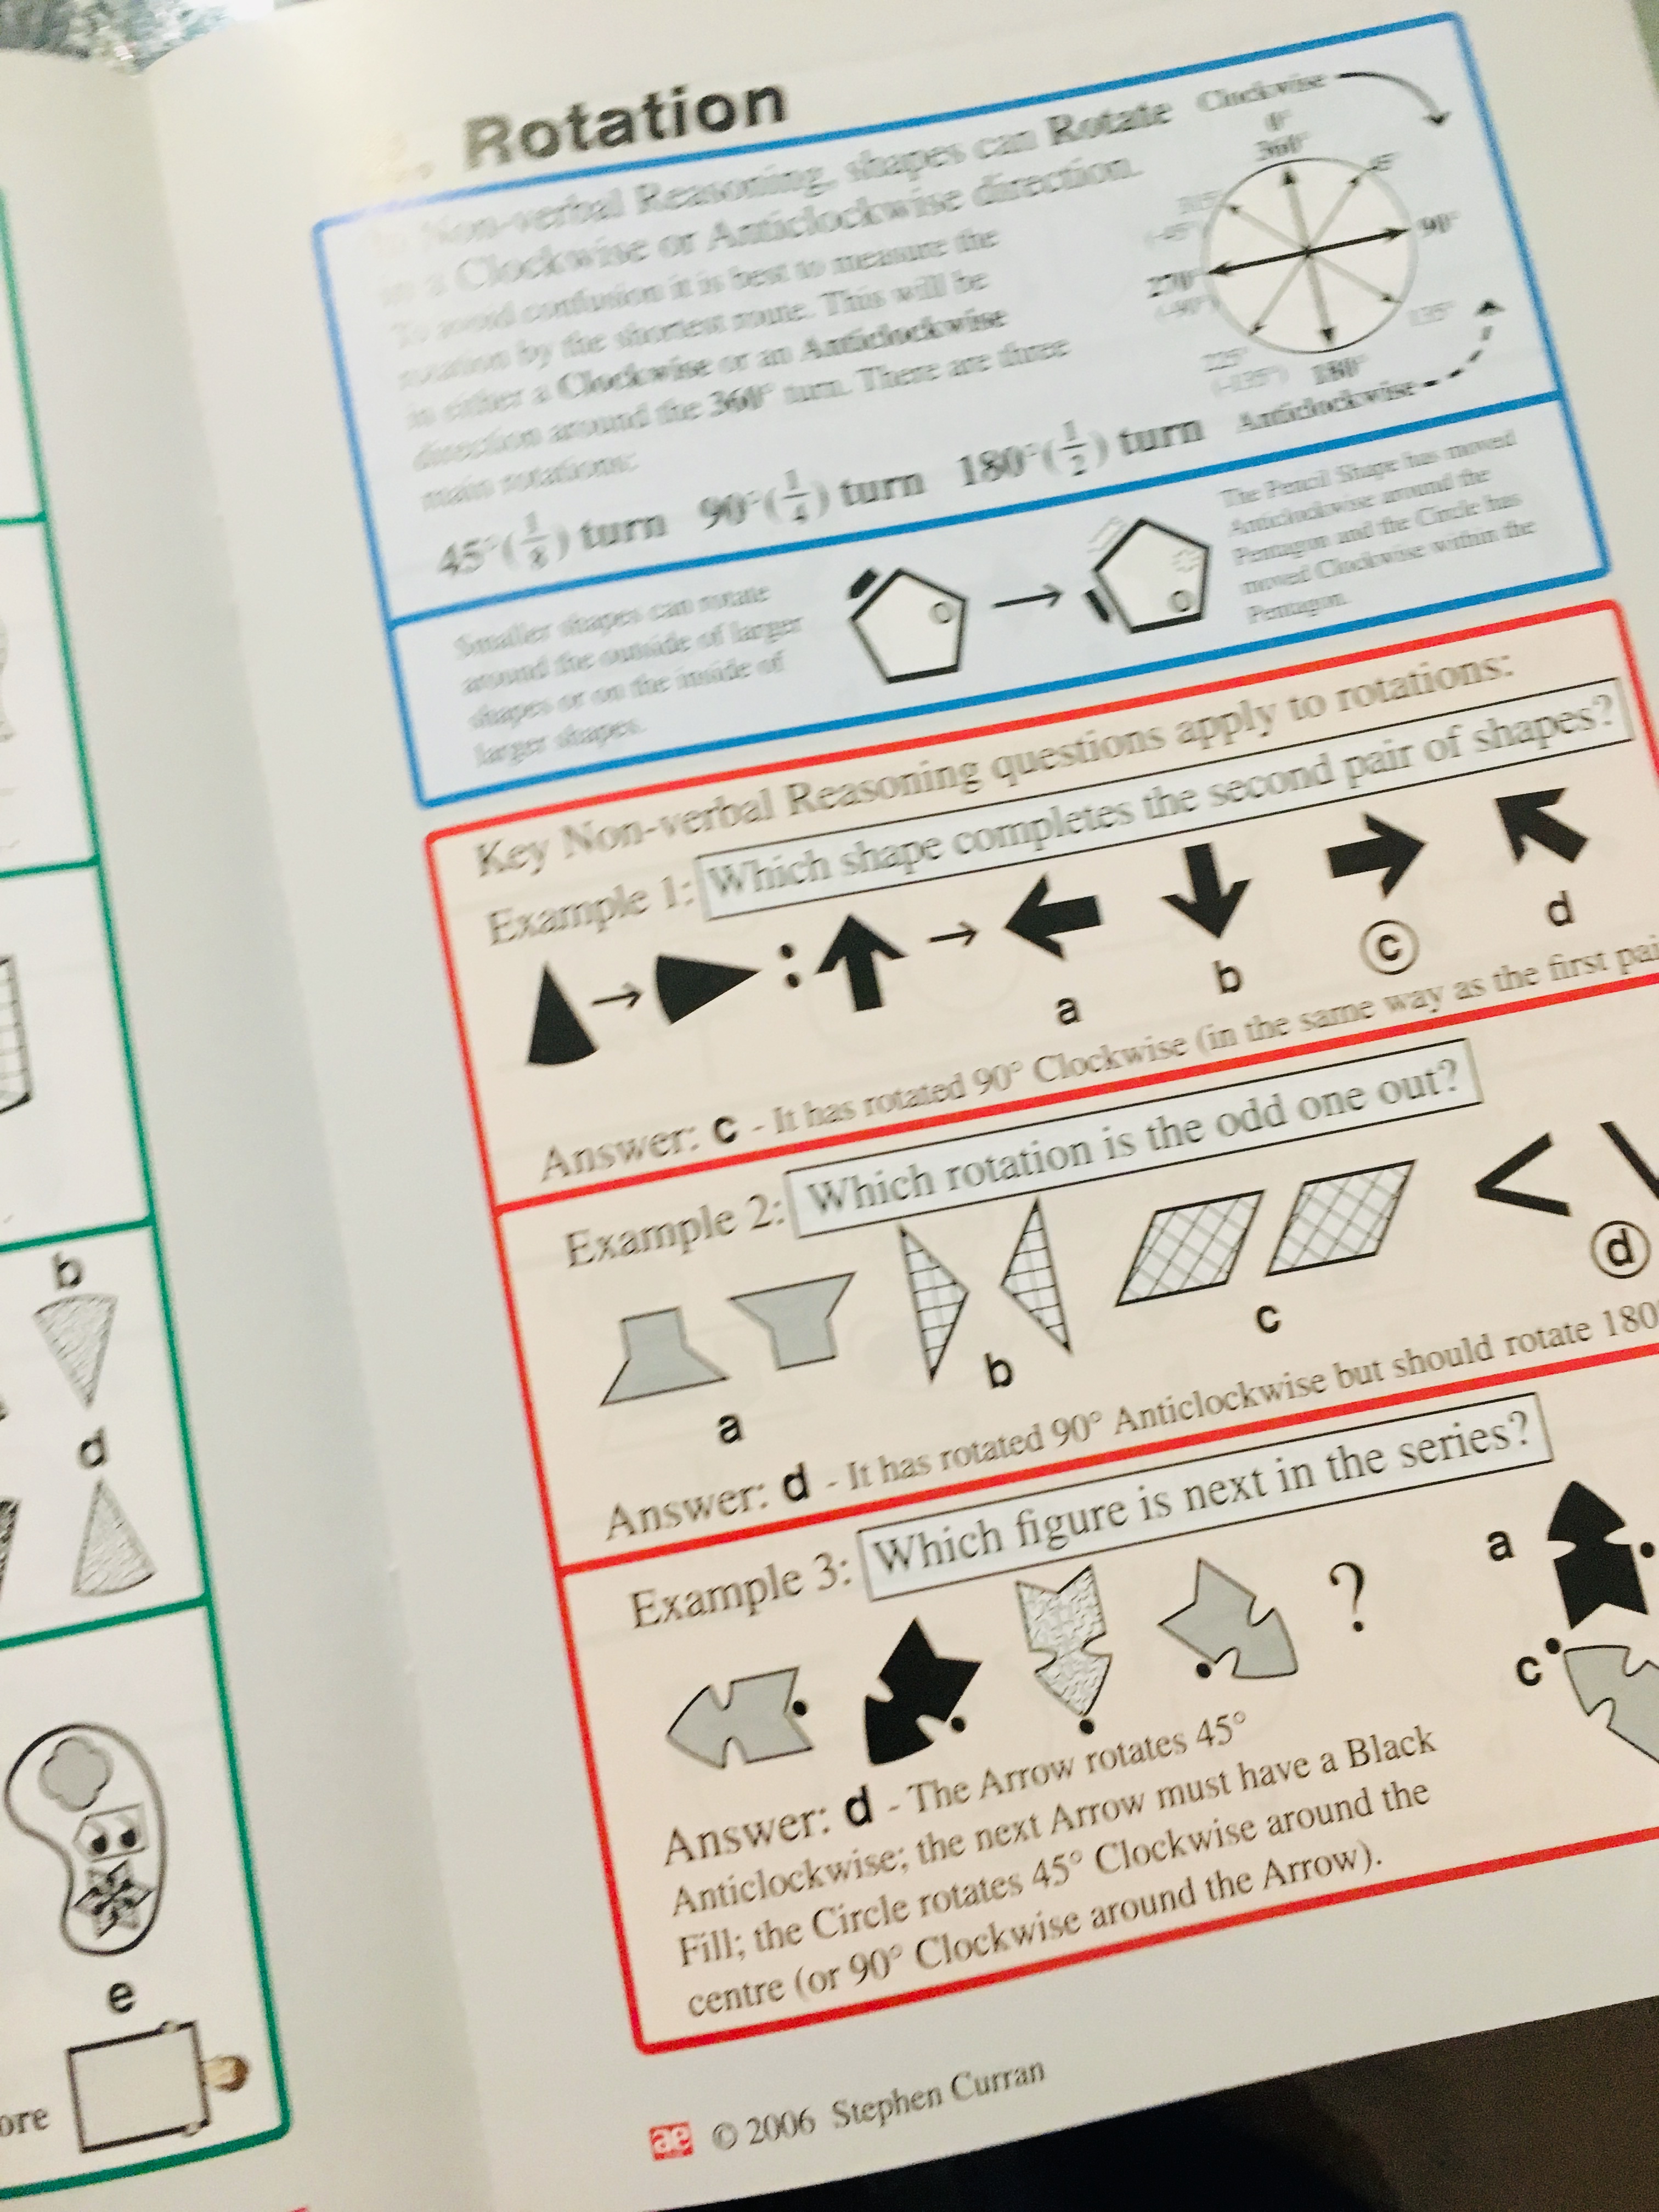 b
d
e
ore
. Rotation
Non-verbal Reasoning, shapes can Rotate
in a Clockwise or Anticlockwise direction.
To avoid confusion it is best to measure the
rotation by the shortest route. This will be
in either a Clockwise or an Anticlockwise
direction around the 360° turn. There are three
main rotations:
45°(1/8) turn 90°(1/4) turn 180°(1/2) turn
Clockwise
0°
360°
45°
315°
(-45°)
90°
270°
(-90°)
135°
225°
(-135°)
180°
Anticlockwise
Smaller shapes can rotate
around the outside of larger
shapes or on the inside of
larger shapes.
The Pencil Shape has moved
Anticlockwise around the
Pentagon and the Circle has
moved Clockwise within the
Pentagon.
Key Non-verbal Reasoning questions apply to rotations:
Example 1: Which shape completes the second pair of shapes?
a b c d
Answer: c - It has rotated 90° Clockwise (in the same way as the first pai
Example 2: Which rotation is the odd one out?
a b c d
Answer: d - It has rotated 90° Anticlockwise but should rotate 180°
Example 3: Which figure is next in the series?
?
a
c
Answer: d - The Arrow rotates 45°
Anticlockwise; the next Arrow must have a Black
Fill; the Circle rotates 45° Clockwise around the
centre (or 90° Clockwise around the Arrow).
ae © 2006 Stephen Curran